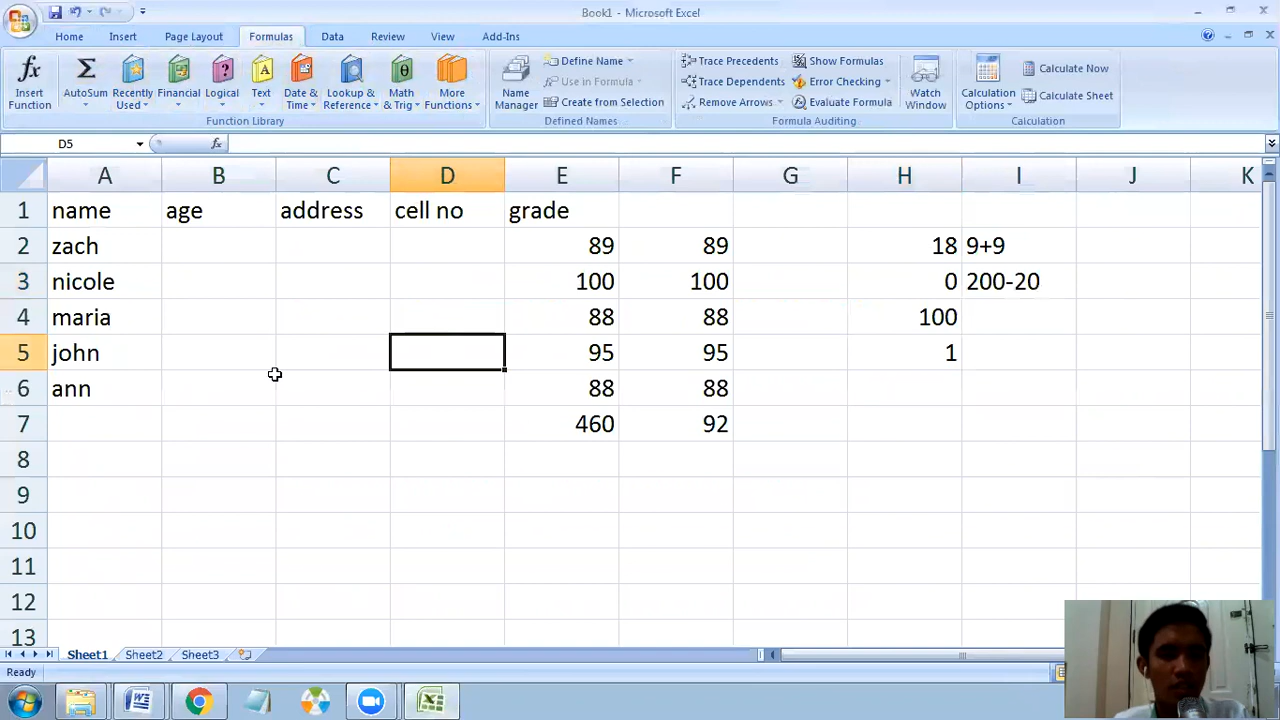 Book1 - Microsoft Excel
Home Insert Page Layout Formulas Data Review View Add-Ins
Insert Function
AutoSum
Recently Used
Financial
Logical
Text
Date & Time
Lookup & Reference
Math & Trig
More Functions
Function Library
Name Manager
Define Name
Use in Formula
Create from Selection
Defined Names
Trace Precedents
Trace Dependents
Remove Arrows
Show Formulas
Error Checking
Evaluate Formula
Formula Auditing
Watch Window
Calculation Options
Calculate Now
Calculate Sheet
Calculation
D5 fx
A B C D E F G H I J K
1 name age address cell no grade
2 zach 89 89 18 9+9
3 nicole 100 100 0 200-20
4 maria 88 88 100
5 john 95 95 1
6 ann 88 88
7 460 92
8
9
10
11
12
13
Sheet1 Sheet2 Sheet3
Ready